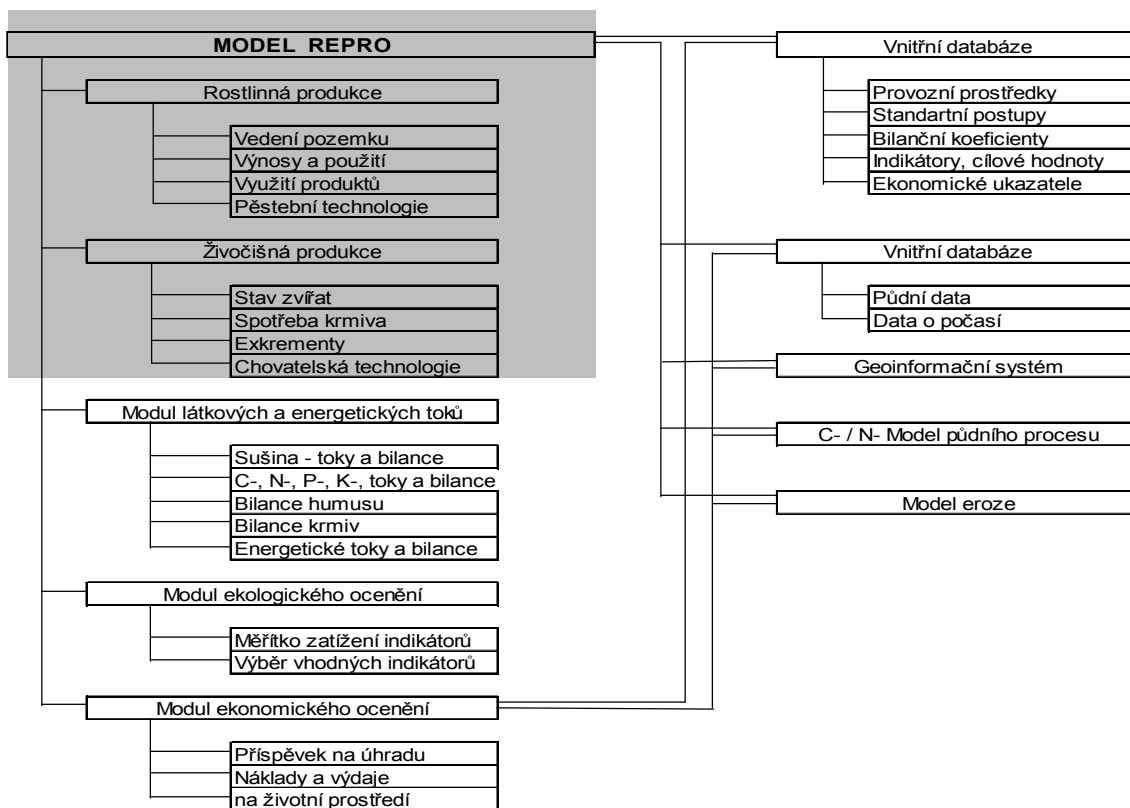 MODEL REPRO
Rostlinná produkce
Vedení pozemku
Výnosy a použití
Využití produktů
Pěstební technologie
Živočišná produkce
Stav zvířat
Spotřeba krmiva
Exkrementy
Chovatelská technologie
Modul látkových a energetických toků
Sušina - toky a bilance
C-, N-, P-, K-, toky a bilance
Bilance humusu
Bilance krmiv
Energetické toky a bilance
Modul ekologického ocenění
Měřítko zatížení indikátorů
Výběr vhodných indikátorů
Modul ekonomického ocenění
Příspěvek na úhradu
Náklady a výdaje
na životní prostředí
Vnitřní databáze
Provozní prostředky
Standartní postupy
Bilanční koeficienty
Indikátory, cílové hodnoty
Ekonomické ukazatele
Vnitřní databáze
Půdní data
Data o počasí
Geoinformační systém
C- / N- Model půdního procesu
Model eroze